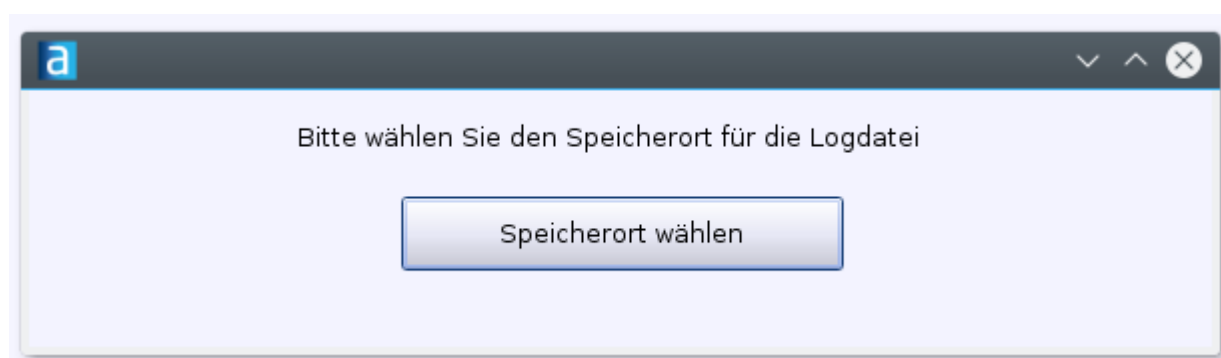 a
Bitte wählen Sie den Speicherort für die Logdatei
Speicherort wählen